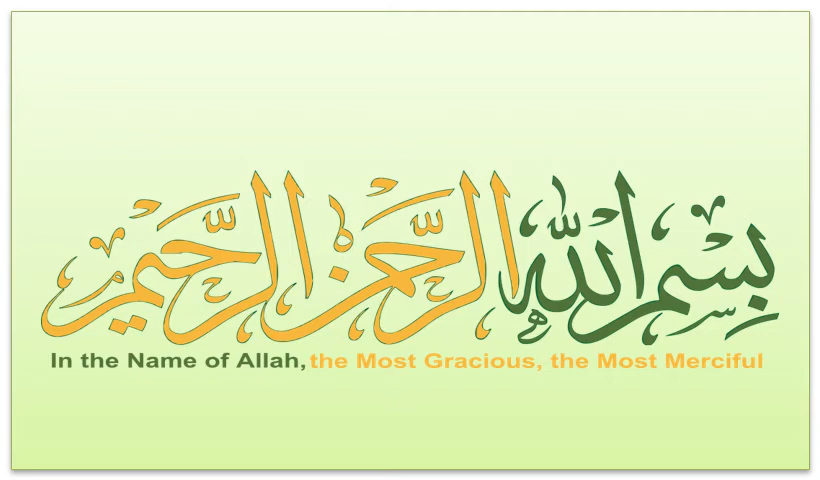 بسم الله الرحمن الرحيم
In the Name of Allah, the Most Gracious, the Most Merciful